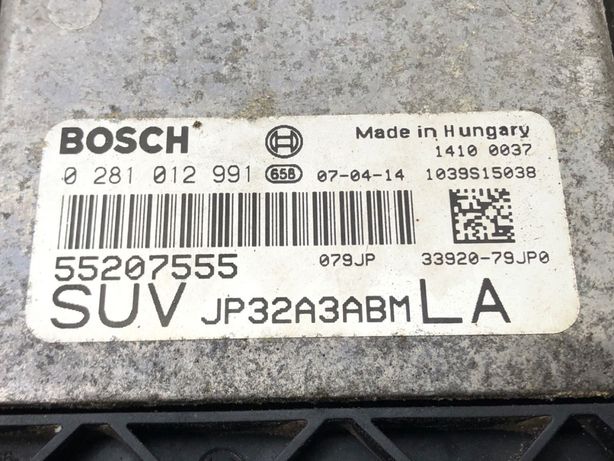 BOSCH Made in Hungary
1410 0037
0 281 012 991 658 07-04-14 1039S15038
55207555 079JP 33920-79JP0
SUV JP32A3ABM LA